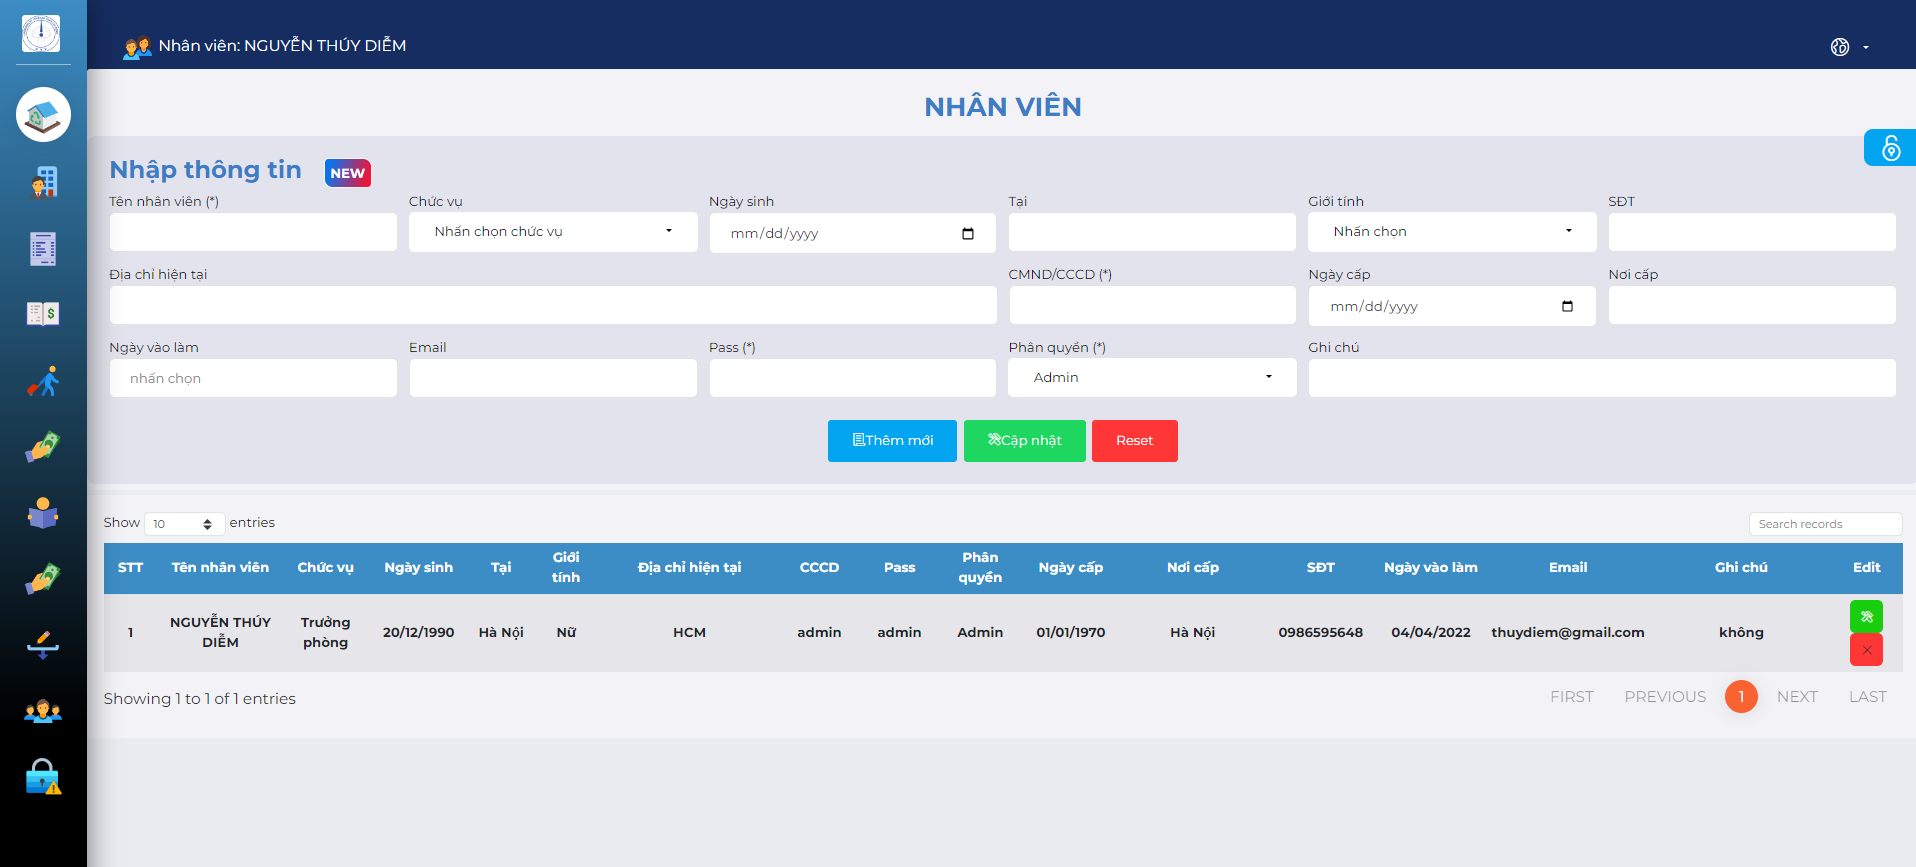 Nhân viên: NGUYỄN THÚY DIỄM
NHÂN VIÊN
Nhập thông tin NEW
Tên nhân viên (*) Chức vụ Ngày sinh Tại Giới tính SĐT
Nhấn chọn chức vụ mm/dd/yyyy Nhấn chọn
Địa chỉ hiện tại CMND/CCCD (*) Ngày cấp Nơi cấp
mm/dd/yyyy
Ngày vào làm Email Pass (*) Phân quyền (*) Ghi chú
nhấn chọn Admin
Thêm mới Cập nhật Reset
Show 10 entries Search records
STT Tên nhân viên Chức vụ Ngày sinh Tại Giới tính Địa chỉ hiện tại CCCD Pass Phân quyền Ngày cấp Nơi cấp SĐT Ngày vào làm Email Ghi chú Edit
1 NGUYỄN THÚY DIỄM Trưởng phòng 20/12/1990 Hà Nội Nữ HCM admin admin Admin 01/01/1970 Hà Nội 0986595648 04/04/2022 thuydiem@gmail.com không
Showing 1 to 1 of 1 entries FIRST PREVIOUS 1 NEXT LAST